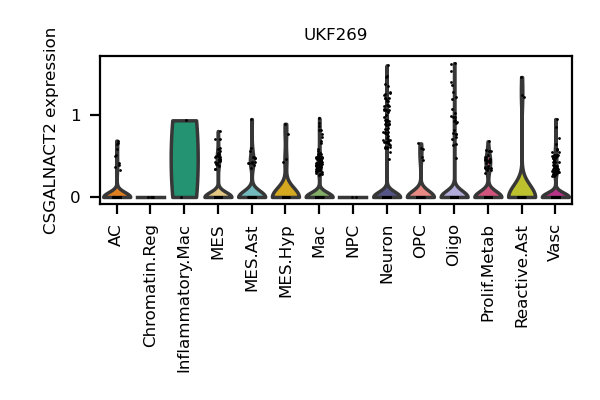 UKF269
CSGALNACT2 expression
1
0
AC
Chromatin.Reg
Inflammatory.Mac
MES
MES.Ast
MES.Hyp
Mac
NPC
Neuron
OPC
Oligo
Prolif.Metab
Reactive.Ast
Vasc